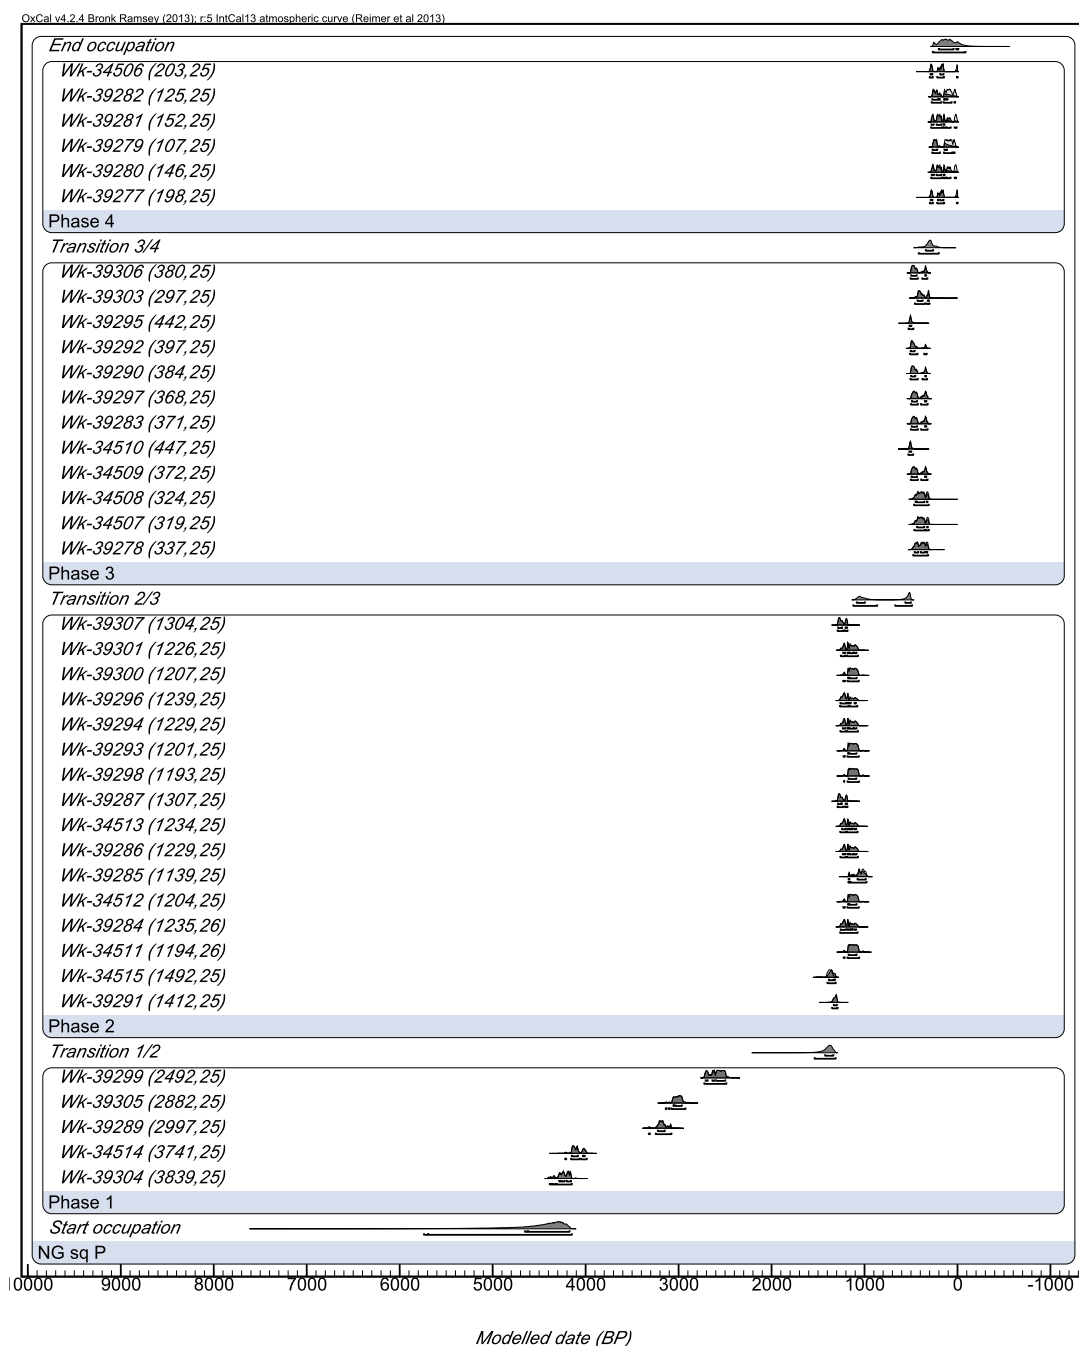 OxCal v4.2.4 Bronk Ramsey (2013); r:5 IntCal13 atmospheric curve (Reimer et al 2013)
End occupation
Wk-34506 (203,25)
Wk-39282 (125,25)
Wk-39281 (152,25)
Wk-39279 (107,25)
Wk-39280 (146,25)
Wk-39277 (198,25)
Phase 4
Transition 3/4
Wk-39306 (380,25)
Wk-39303 (297,25)
Wk-39295 (442,25)
Wk-39292 (397,25)
Wk-39290 (384,25)
Wk-39297 (368,25)
Wk-39283 (371,25)
Wk-34510 (447,25)
Wk-34509 (372,25)
Wk-34508 (324,25)
Wk-34507 (319,25)
Wk-39278 (337,25)
Phase 3
Transition 2/3
Wk-39307 (1304,25)
Wk-39301 (1226,25)
Wk-39300 (1207,25)
Wk-39296 (1239,25)
Wk-39294 (1229,25)
Wk-39293 (1201,25)
Wk-39298 (1193,25)
Wk-39287 (1307,25)
Wk-34513 (1234,25)
Wk-39286 (1229,25)
Wk-39285 (1139,25)
Wk-34512 (1204,25)
Wk-39284 (1235,26)
Wk-34511 (1194,26)
Wk-34515 (1492,25)
Wk-39291 (1412,25)
Phase 2
Transition 1/2
Wk-39299 (2492,25)
Wk-39305 (2882,25)
Wk-39289 (2997,25)
Wk-34514 (3741,25)
Wk-39304 (3839,25)
Phase 1
Start occupation
NG sq P
10000 9000 8000 7000 6000 5000 4000 3000 2000 1000 0 -1000
Modelled date (BP)